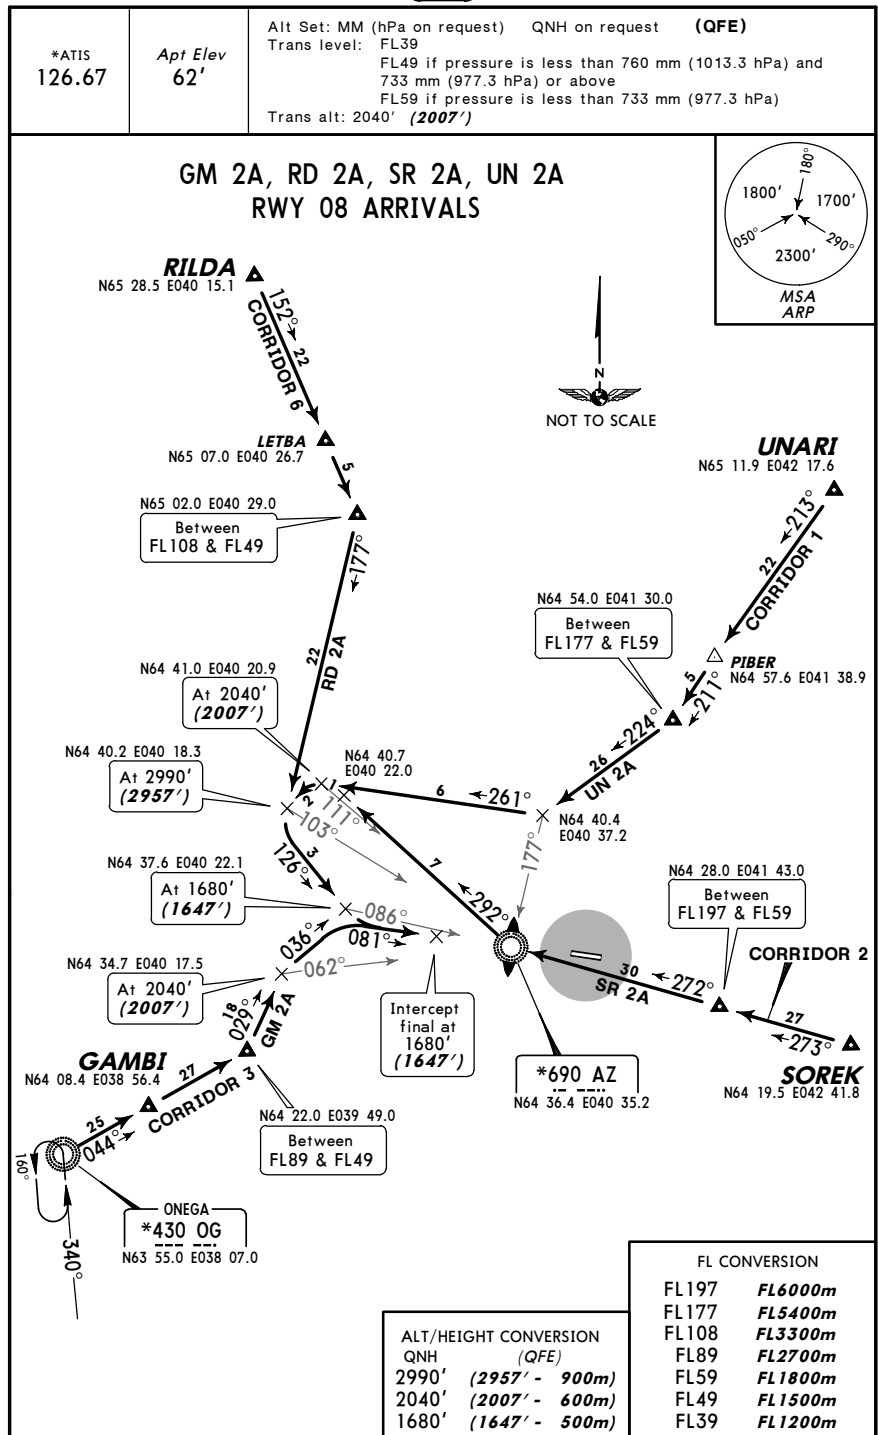 *ATIS
126.67
Apt Elev
62'
Alt Set: MM (hPa on request) QNH on request (QFE)
Trans level: FL39
FL49 if pressure is less than 760 mm (1013.3 hPa) and
733 mm (977.3 hPa) or above
FL59 if pressure is less than 733 mm (977.3 hPa)
Trans alt: 2040' (2007')
GM 2A, RD 2A, SR 2A, UN 2A
RWY 08 ARRIVALS
180°
1800'
1700'
050°
290°
2300'
MSA
ARP
RILDA
N65 28.5 E040 15.1
152°
22
CORRIDOR 6
N
NOT TO SCALE
LETBA
N65 07.0 E040 26.7
5
UNARI
N65 11.9 E042 17.6
213°
22
CORRIDOR 1
N65 02.0 E040 29.0
Between
FL108 & FL49
177°
22
RD 2A
N64 54.0 E041 30.0
Between
FL177 & FL59
PIBER
N64 57.6 E041 38.9
5
211°
224°
26
UN 2A
N64 41.0 E040 20.9
At 2040'
(2007')
N64 40.2 E040 18.3
At 2990'
(2957')
N64 40.7
E040 22.0
1
2
111°
103°
6
261°
N64 40.4
E040 37.2
177°
7
292°
126°
3
N64 37.6 E040 22.1
At 1680'
(1647')
086°
081°
036°
062°
N64 34.7 E040 17.5
At 2040'
(2007')
18
029°
GM 2A
Intercept
final at
1680'
(1647')
N64 28.0 E041 43.0
Between
FL197 & FL59
CORRIDOR 2
30
SR 2A
272°
27
273°
SOREK
N64 19.5 E042 41.8
*690 AZ
N64 36.4 E040 35.2
GAMBI
N64 08.4 E038 56.4
27
CORRIDOR 3
25
044°
N64 22.0 E039 49.0
Between
FL89 & FL49
160°
340°
ONEGA
*430 OG
N63 55.0 E038 07.0
ALT/HEIGHT CONVERSION
QNH (QFE)
2990' (2957' - 900m)
2040' (2007' - 600m)
1680' (1647' - 500m)
FL CONVERSION
FL197 FL6000m
FL177 FL5400m
FL108 FL3300m
FL89 FL2700m
FL59 FL1800m
FL49 FL1500m
FL39 FL1200m